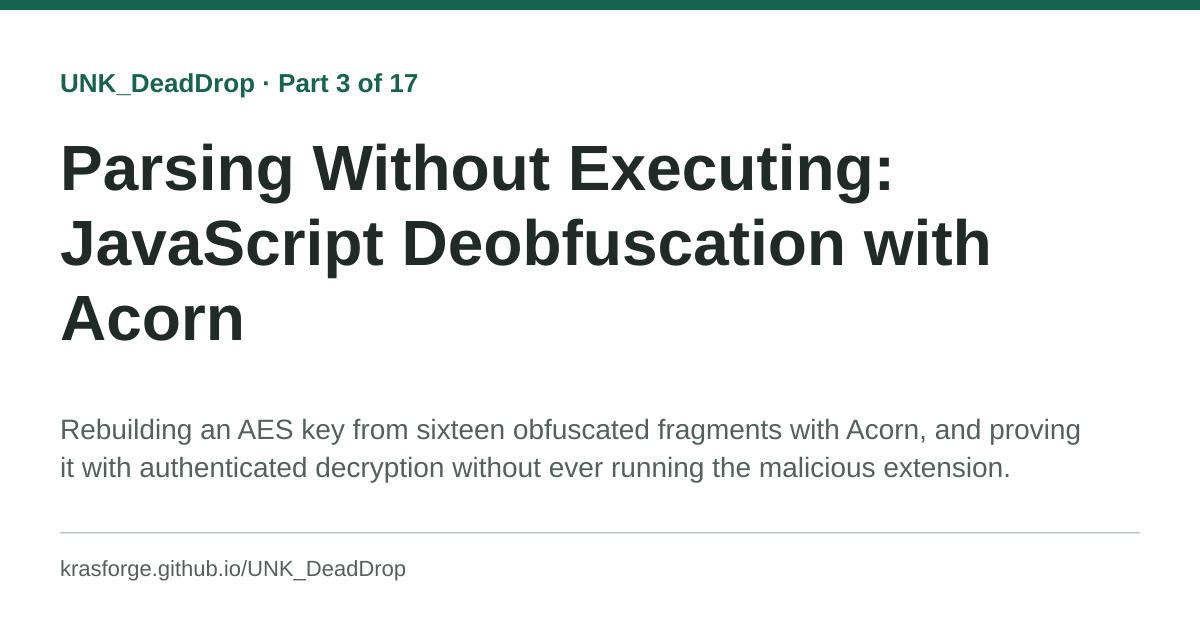 UNK_DeadDrop · Part 3 of 17
Parsing Without Executing:
JavaScript Deobfuscation with
Acorn
Rebuilding an AES key from sixteen obfuscated fragments with Acorn, and proving
it with authenticated decryption without ever running the malicious extension.
krasforge.github.io/UNK_DeadDrop